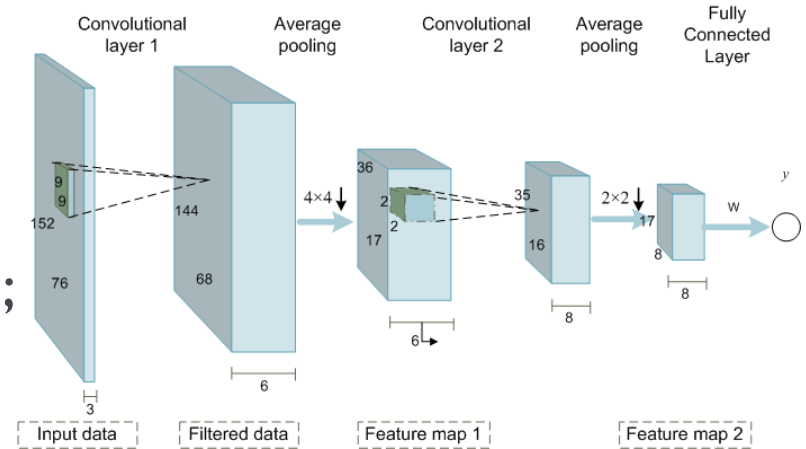 Convolutional
layer 1
Average
pooling
Convolutional
layer 2
Average
pooling
Fully
Connected
Layer
9
9
152
76
3
144
68
6
4×4
36
17
2
2
6
35
16
8
2×2
17
8
8
W
y
;
Input data
Filtered data
Feature map 1
Feature map 2